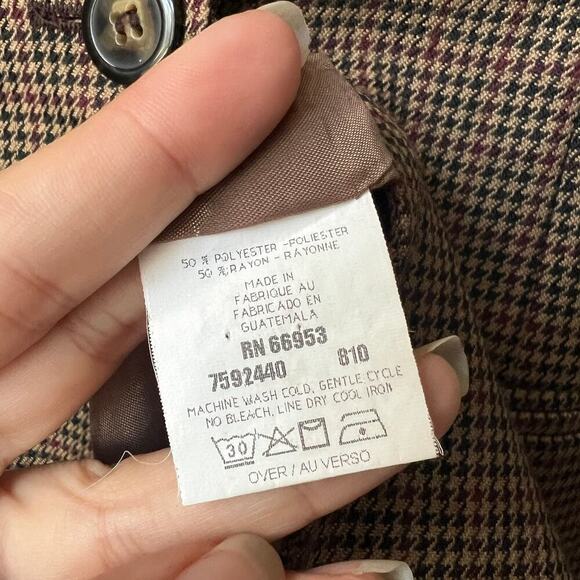 50 % POLYESTER -POLIESTER
50 % RAYON - RAYONNE
MADE IN
FABRIQUE AU
FABRICADO EN
GUATEMALA
RN 66953
7592440 810
MACHINE WASH COLD, GENTLE CYCLE
NO BLEACH, LINE DRY COOL IRON
30
OVER / AU VERSO